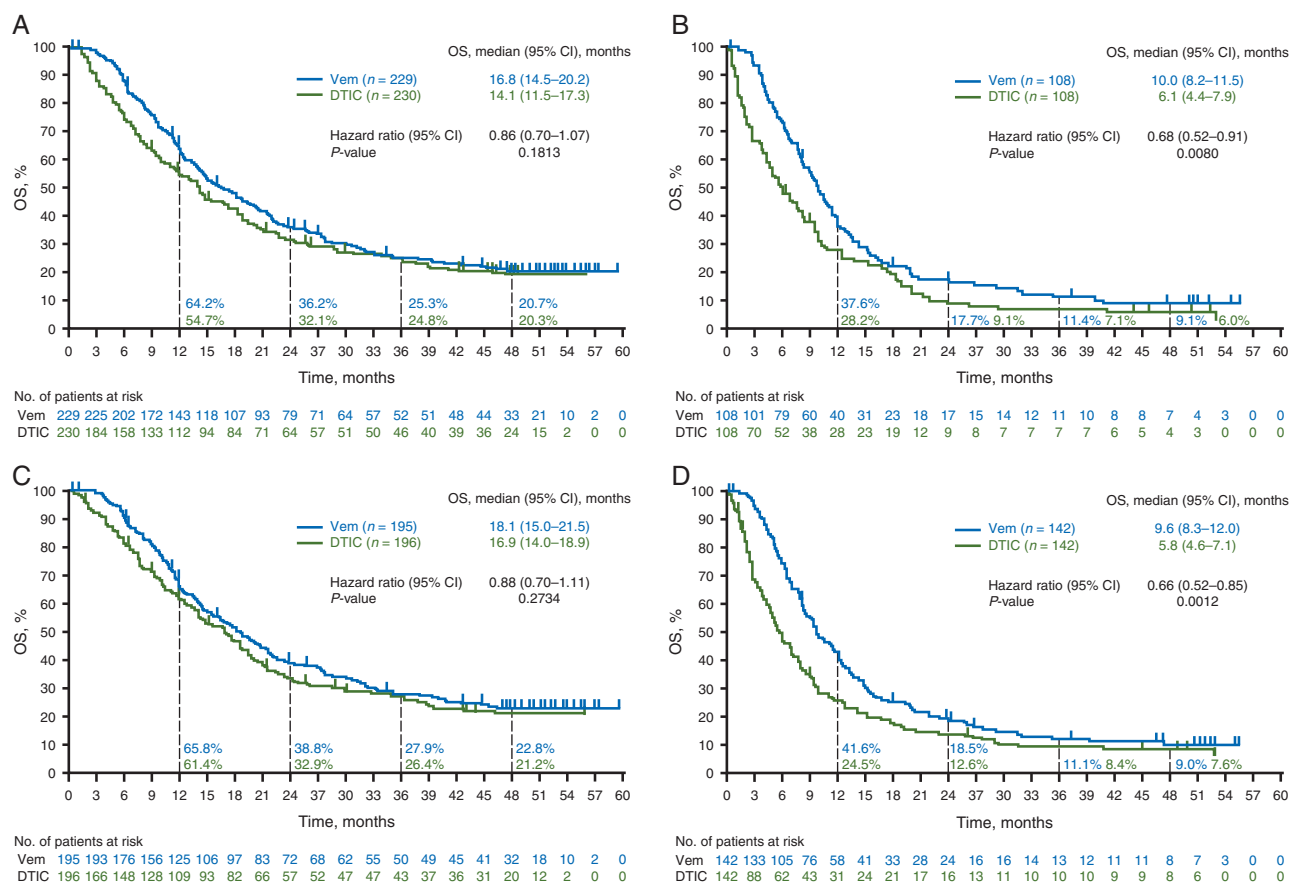 A
OS, median (95% CI), months
Vem (n = 229) 16.8 (14.5–20.2)
DTIC (n = 230) 14.1 (11.5–17.3)
Hazard ratio (95% CI) 0.86 (0.70–1.07)
P-value 0.1813
OS, %
100
90
80
70
60
50
40
30
20
10
0
64.2% 36.2% 25.3% 20.7%
54.7% 32.1% 24.8% 20.3%
0 3 6 9 12 15 18 21 24 37 30 33 36 39 42 45 48 51 54 57 60
Time, months
No. of patients at risk
Vem 229 225 202 172 143 118 107 93 79 71 64 57 52 51 48 44 33 21 10 2 0
DTIC 230 184 158 133 112 94 84 71 64 57 51 50 46 40 39 36 24 15 2 0 0
B
OS, median (95% CI), months
Vem (n = 108) 10.0 (8.2–11.5)
DTIC (n = 108) 6.1 (4.4–7.9)
Hazard ratio (95% CI) 0.68 (0.52–0.91)
P-value 0.0080
OS, %
100
90
80
70
60
50
40
30
20
10
0
37.6%
28.2% 17.7% 9.1% 11.4% 7.1% 9.1% 6.0%
0 3 6 9 12 15 18 21 24 37 30 33 36 39 42 45 48 51 54 57 60
Time, months
No. of patients at risk
Vem 108 101 79 60 40 31 23 18 17 15 14 12 11 10 8 8 7 4 3 0 0
DTIC 108 70 52 38 28 23 19 12 9 8 7 7 7 7 6 5 4 3 0 0 0
C
OS, median (95% CI), months
Vem (n = 195) 18.1 (15.0–21.5)
DTIC (n = 196) 16.9 (14.0–18.9)
Hazard ratio (95% CI) 0.88 (0.70–1.11)
P-value 0.2734
OS, %
100
90
80
70
60
50
40
30
20
10
0
65.8% 38.8% 27.9% 22.8%
61.4% 32.9% 26.4% 21.2%
0 3 6 9 12 15 18 21 24 37 30 33 36 39 42 45 48 51 54 57 60
Time, months
No. of patients at risk
Vem 195 193 176 156 125 106 97 83 72 68 62 55 50 49 45 41 32 18 10 2 0
DTIC 196 166 148 128 109 93 82 66 57 52 47 47 43 37 36 31 20 12 2 0 0
D
OS, median (95% CI), months
Vem (n = 142) 9.6 (8.3–12.0)
DTIC (n = 142) 5.8 (4.6–7.1)
Hazard ratio (95% CI) 0.66 (0.52–0.85)
P-value 0.0012
OS, %
100
90
80
70
60
50
40
30
20
10
0
41.6% 18.5%
24.5% 12.6% 11.1% 8.4% 9.0% 7.6%
0 3 6 9 12 15 18 21 24 37 30 33 36 39 42 45 48 51 54 57 60
Time, months
No. of patients at risk
Vem 142 133 105 76 58 41 33 28 24 16 16 14 13 12 11 11 8 7 3 0 0
DTIC 142 88 62 43 31 24 21 17 16 13 11 10 10 10 9 9 8 6 0 0 0